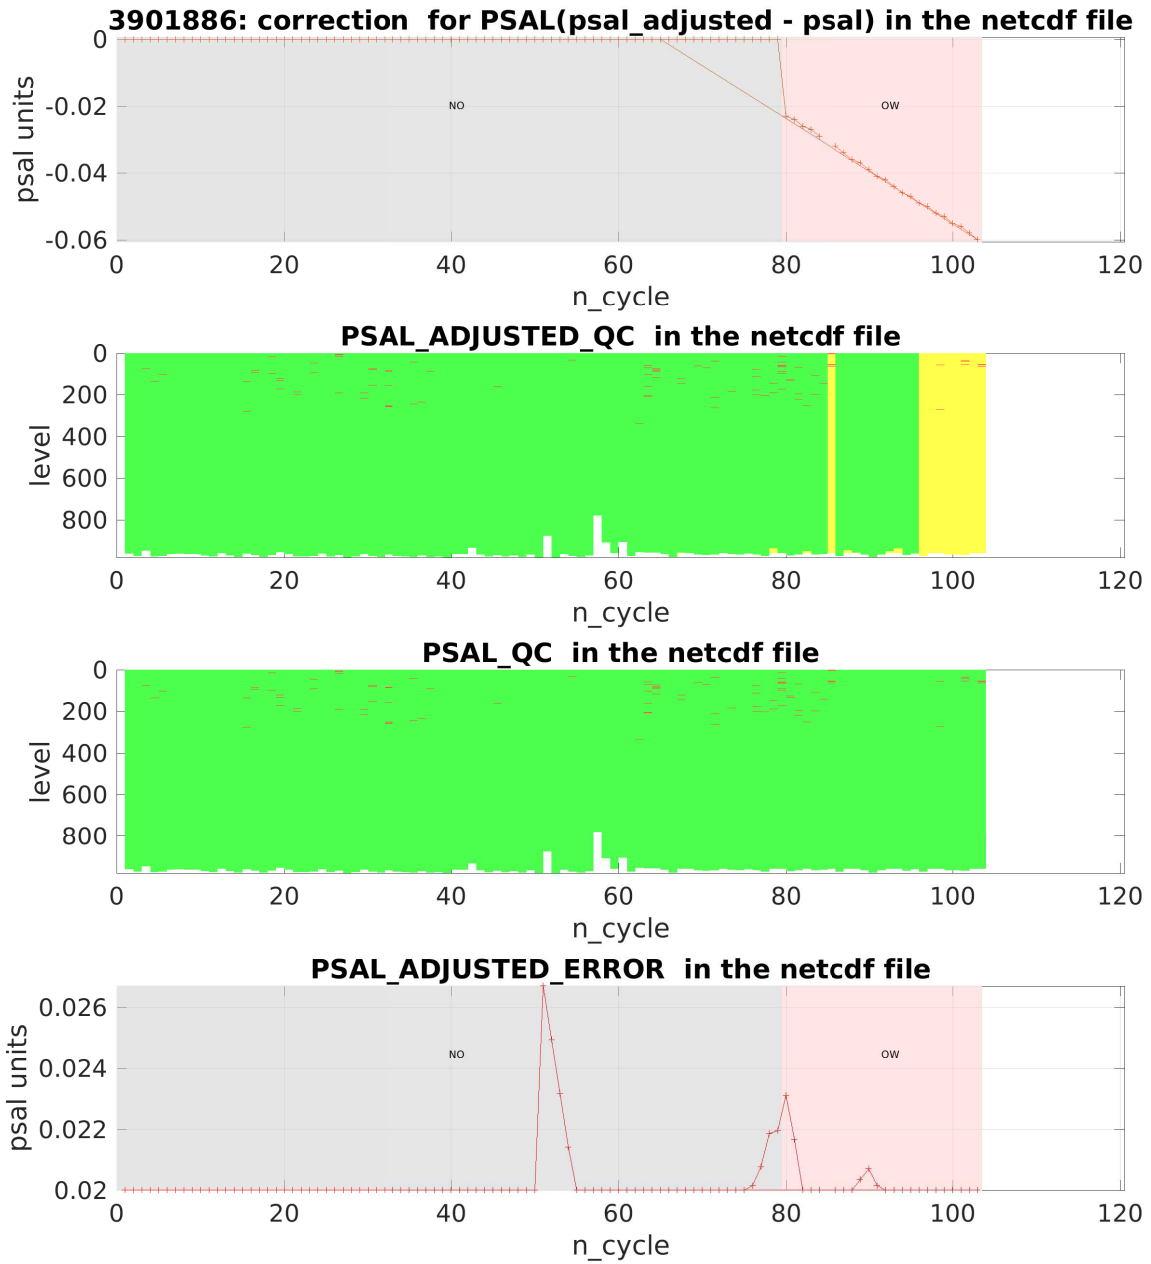 3901886: correction  for PSAL(psal_adjusted - psal) in the netcdf file
0
-0.02
-0.04
-0.06
psal units
NO
OW
0 20 40 60 80 100 120
n_cycle
PSAL_ADJUSTED_QC  in the netcdf file
0
200
400
600
800
level
0 20 40 60 80 100 120
n_cycle
PSAL_QC  in the netcdf file
0
200
400
600
800
level
0 20 40 60 80 100 120
n_cycle
PSAL_ADJUSTED_ERROR  in the netcdf file
0.026
0.024
0.022
0.02
psal units
NO
OW
0 20 40 60 80 100 120
n_cycle